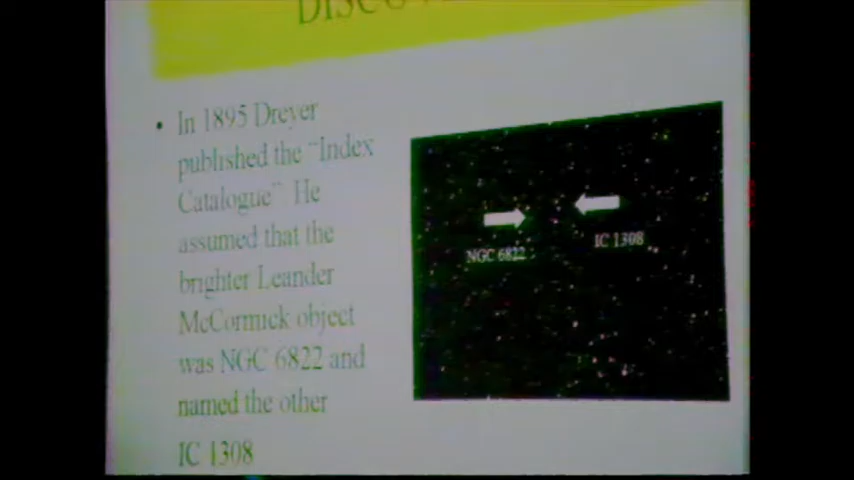 • In 1895 Dreyer
published the "Index
Catalogue" He
assumed that the
brighter Leander
McCormick object
was NGC 6822 and
named the other
IC 1308
NGC 6822
IC 1308